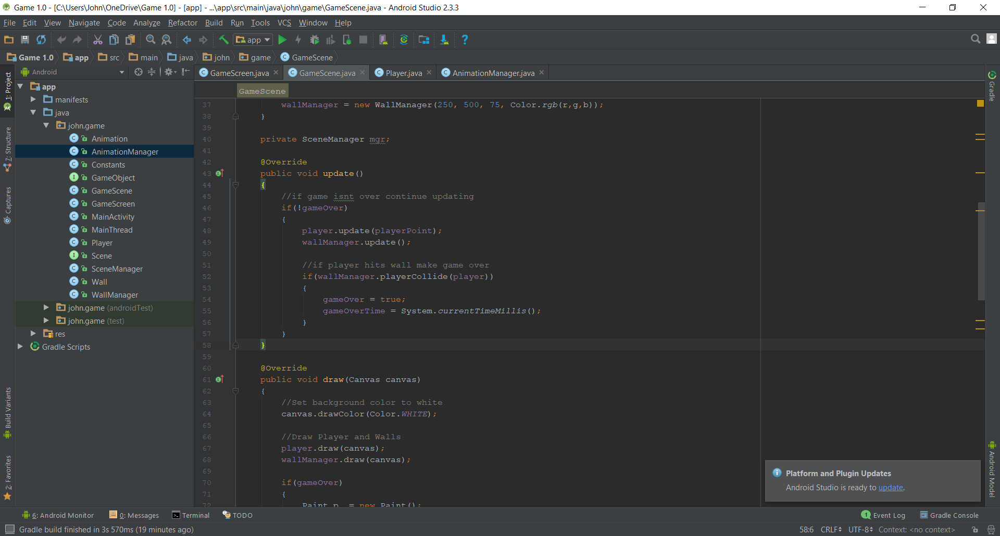 Game 1.0 - [C:\Users\John\OneDrive\Game 1.0] - [app] - ...\app\src\main\java\john\game\GameScene.java - Android Studio 2.3.3
File Edit View Navigate Code Analyze Refactor Build Run Tools VCS Window Help
app
Game 1.0 app src main java john game GameScene
Android
GameScreen.java GameScene.java Player.java AnimationManager.java
1: Project
7: Structure
Captures
Build Variants
2: Favorites
app
manifests
java
john.game
Animation
AnimationManager
Constants
GameObject
GameScene
GameScreen
MainActivity
MainThread
Player
Scene
SceneManager
Wall
WallManager
john.game (androidTest)
john.game (test)
res
Gradle Scripts
GameScene
37 wallManager = new WallManager(250, 500, 75, Color.rgb(r,g,b));
38 }
39
40 private SceneManager mgr;
41
42 @Override
43 public void update()
44 {
45 //if game isnt over continue updating
46 if(!gameOver)
47 {
48 player.update(playerPoint);
49 wallManager.update();
50
51 //if player hits wall make game over
52 if(wallManager.playerCollide(player))
53 {
54 gameOver = true;
55 gameOverTime = System.currentTimeMillis();
56 }
57 }
58 }
59
60 @Override
61 public void draw(Canvas canvas)
62 {
63 //Set background color to white
64 canvas.drawColor(Color.WHITE);
65
66 //Draw Player and Walls
67 player.draw(canvas);
68 wallManager.draw(canvas);
69
70 if(gameOver)
71 {
72 Paint p = new Paint();
Gradle
Android Model
Platform and Plugin Updates
Android Studio is ready to update.
6: Android Monitor 0: Messages Terminal TODO 1 Event Log Gradle Console
Gradle build finished in 3s 570ms (19 minutes ago) 58:6 CRLF UTF-8 Context: <no context>